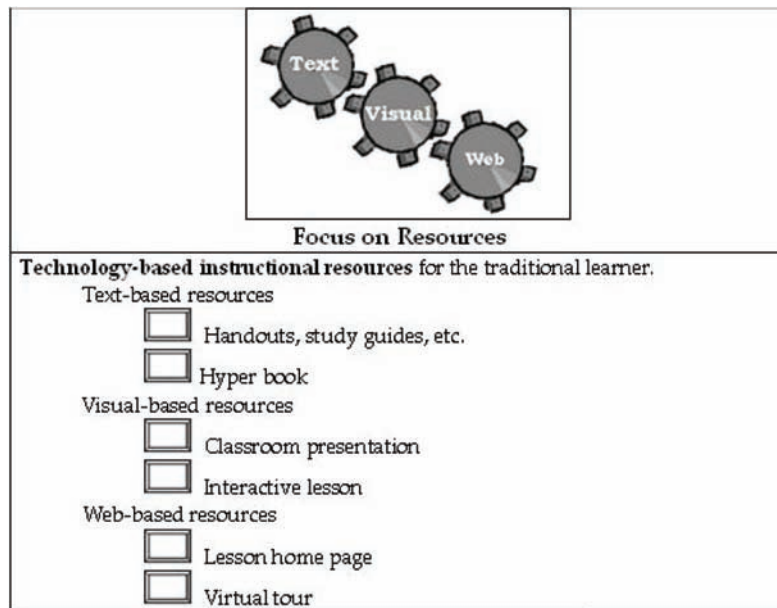 Text
Visual
Web
Focus on Resources
Technology-based instructional resources for the traditional learner.
Text-based resources
Handouts, study guides, etc.
Hyper book
Visual-based resources
Classroom presentation
Interactive lesson
Web-based resources
Lesson home page
Virtual tour